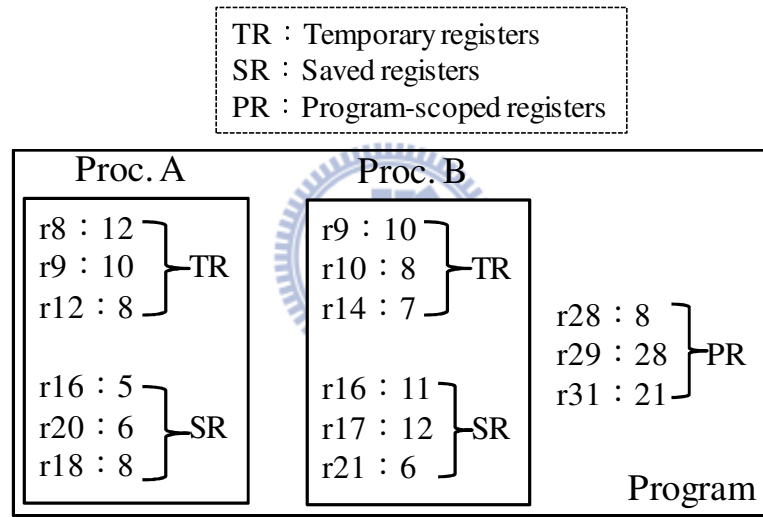 TR：Temporary registers
SR：Saved registers
PR：Program-scoped registers
Proc. A
r8：12
r9：10
r12：8
TR
r16：5
r20：6
r18：8
SR
Proc. B
r9：10
r10：8
r14：7
TR
r16：11
r17：12
r21：6
SR
r28：8
r29：28
r31：21
PR
Program